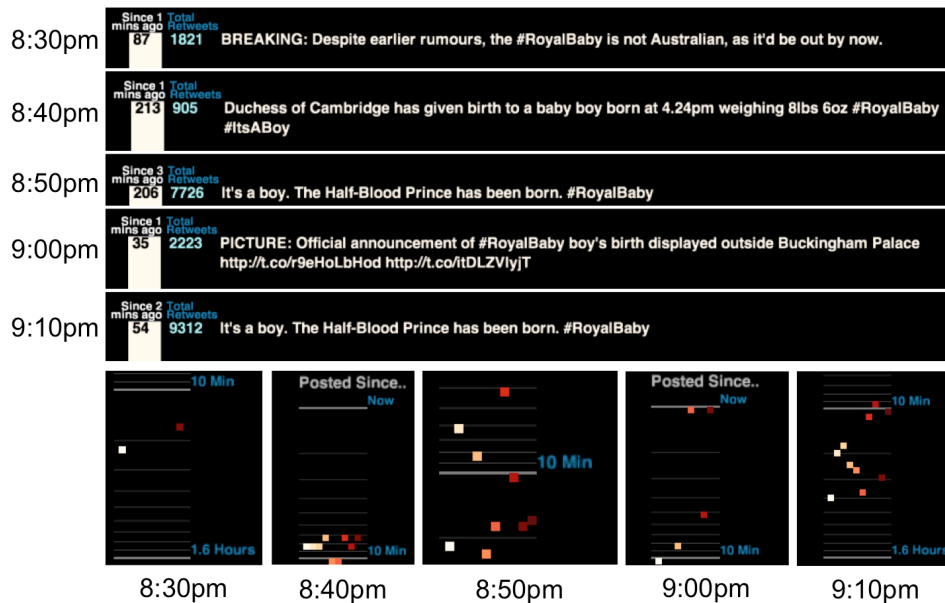 8:30pm
Since 1 Total
mins ago Retweets
87 1821 BREAKING: Despite earlier rumours, the #RoyalBaby is not Australian, as it'd be out by now.
8:40pm
Since 1 Total
mins ago Retweets
213 905 Duchess of Cambridge has given birth to a baby boy born at 4.24pm weighing 8lbs 6oz #RoyalBaby
#ItsABoy
8:50pm
Since 3 Total
mins ago Retweets
206 7726 It's a boy. The Half-Blood Prince has been born. #RoyalBaby
9:00pm
Since 1 Total
mins ago Retweets
35 2223 PICTURE: Official announcement of #RoyalBaby boy's birth displayed outside Buckingham Palace
http://t.co/r9eHoLbHod http://t.co/itDLZVIyjT
9:10pm
Since 2 Total
mins ago Retweets
54 9312 It's a boy. The Half-Blood Prince has been born. #RoyalBaby
10 Min
1.6 Hours
Posted Since..
Now
10 Min
10 Min
Posted Since..
Now
10 Min
10 Min
1.6 Hours
8:30pm 8:40pm 8:50pm 9:00pm 9:10pm